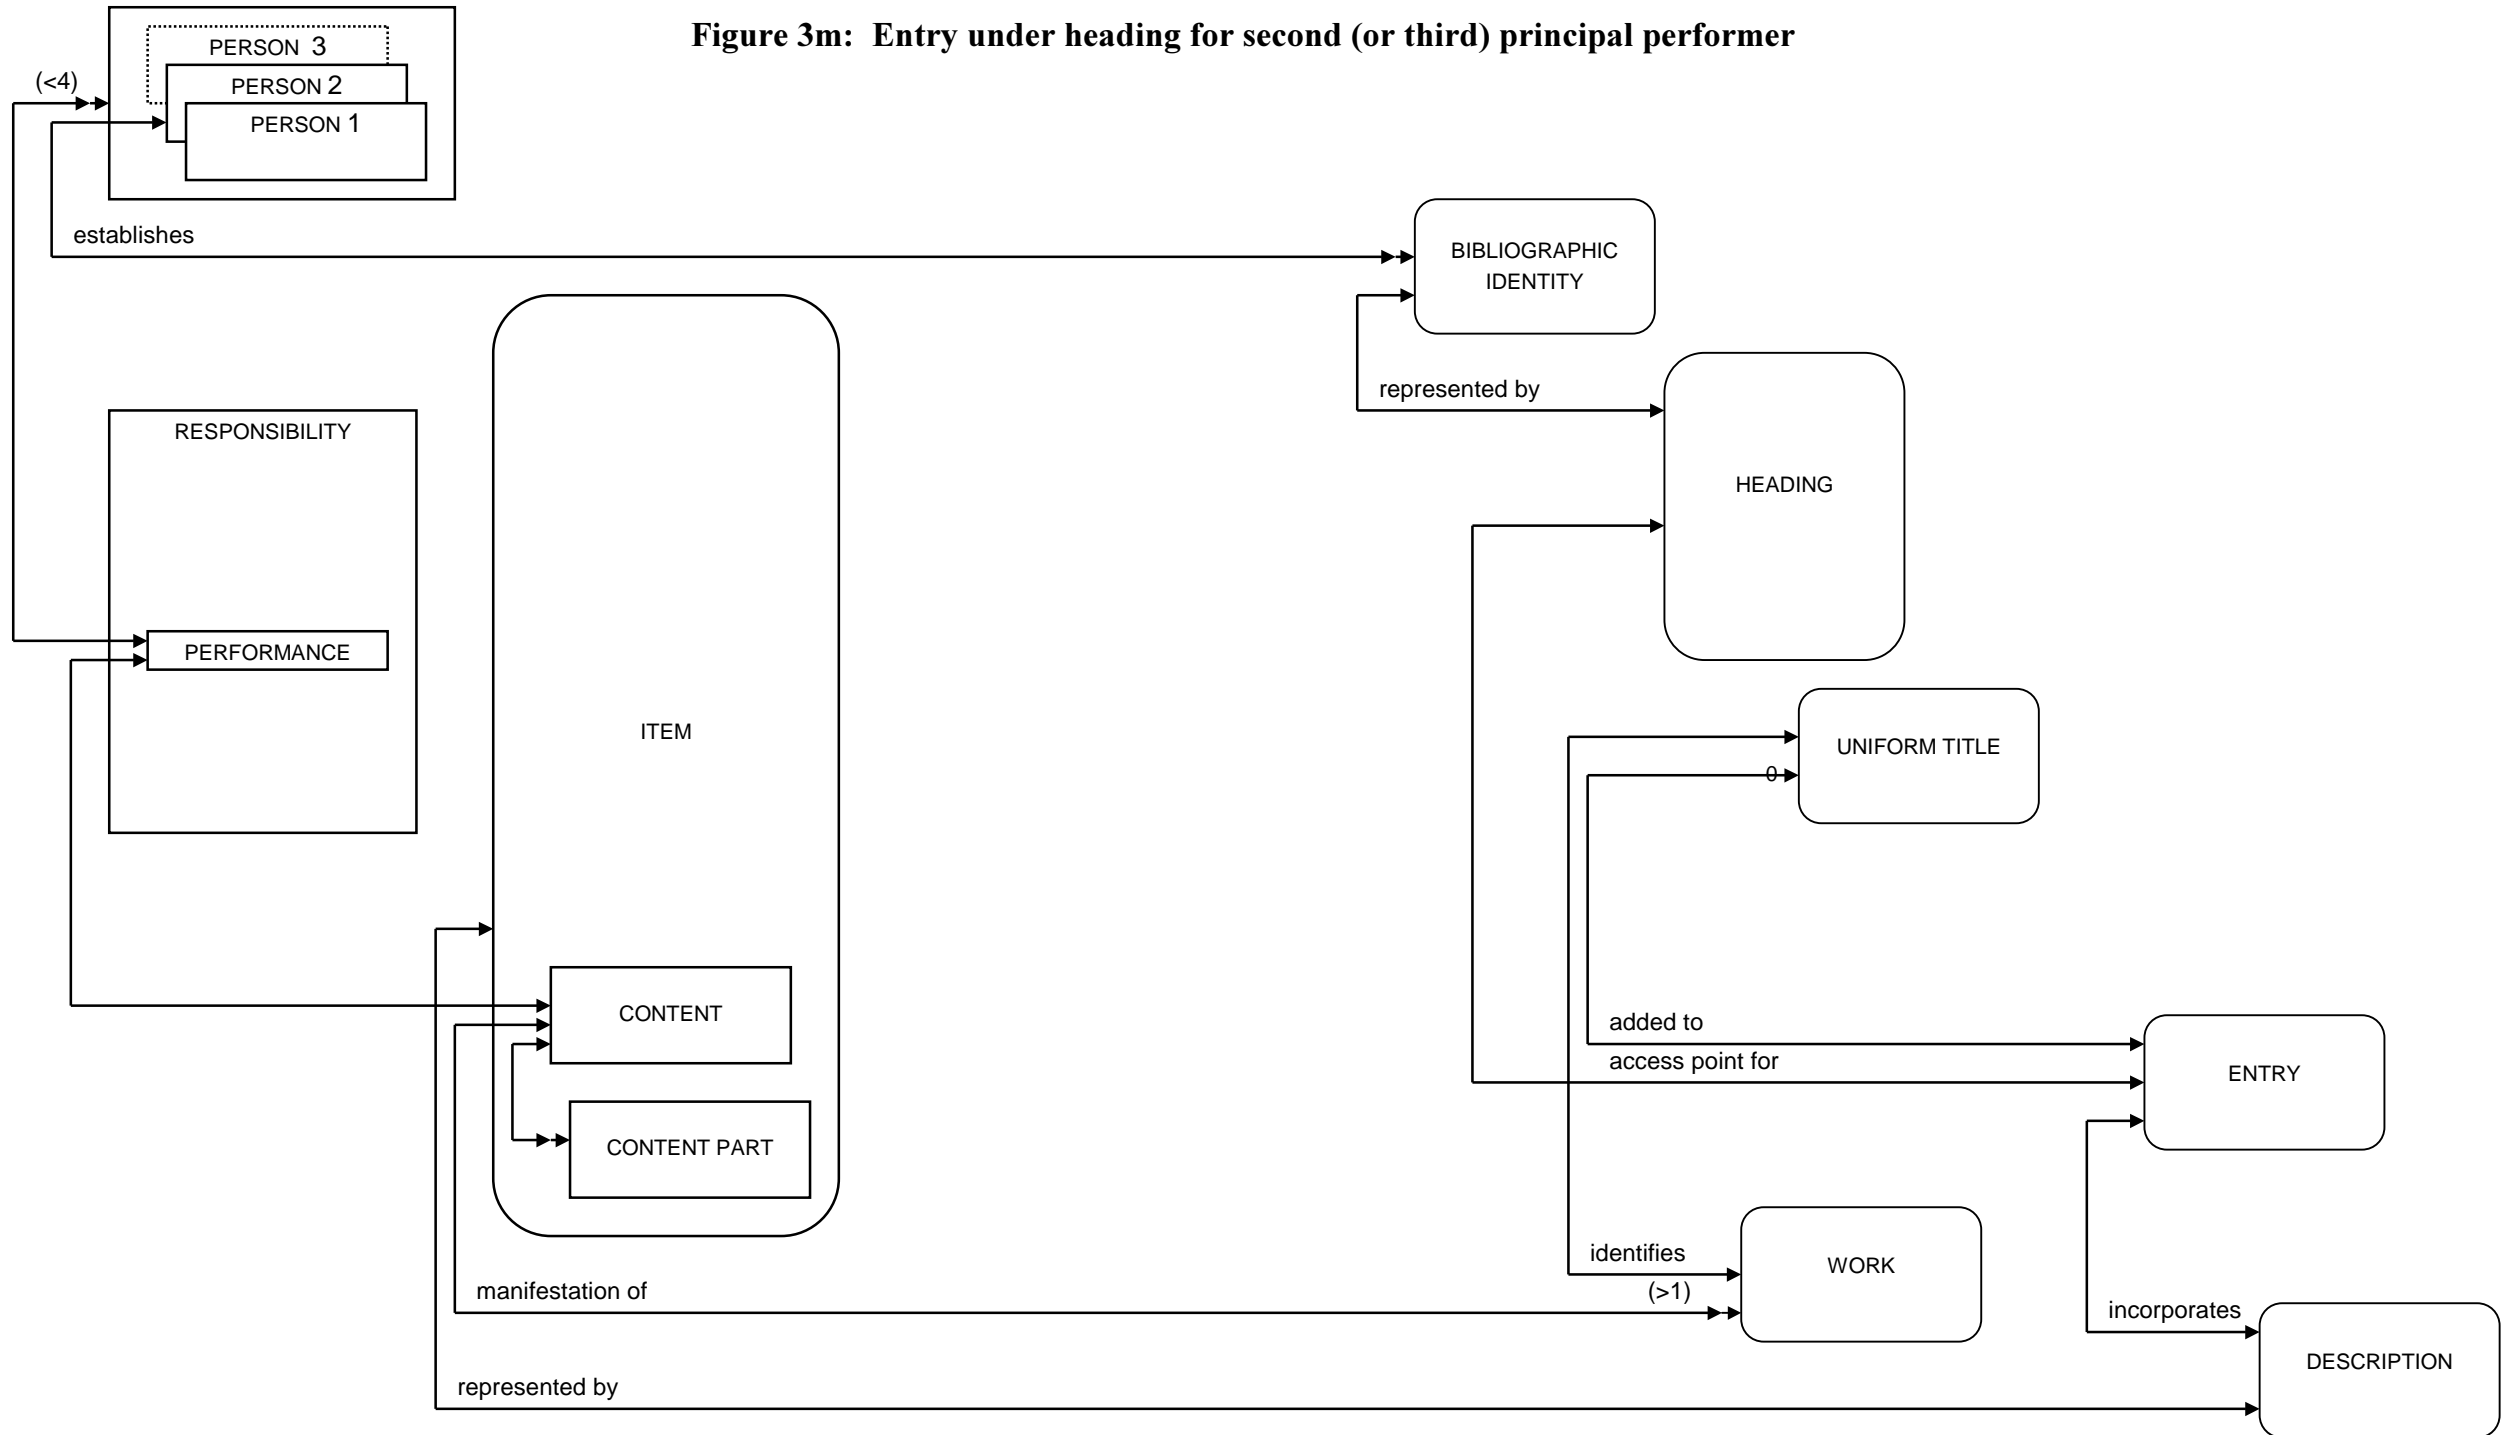 Figure 3m:  Entry under heading for second (or third) principal performer
PERSON  3
PERSON 2
PERSON 1
(<4)
establishes
BIBLIOGRAPHIC
IDENTITY
represented by
HEADING
RESPONSIBILITY
PERFORMANCE
ITEM
UNIFORM TITLE
0
CONTENT
CONTENT PART
added to
access point for
ENTRY
identifies
WORK
manifestation of
(>1)
incorporates
DESCRIPTION
represented by